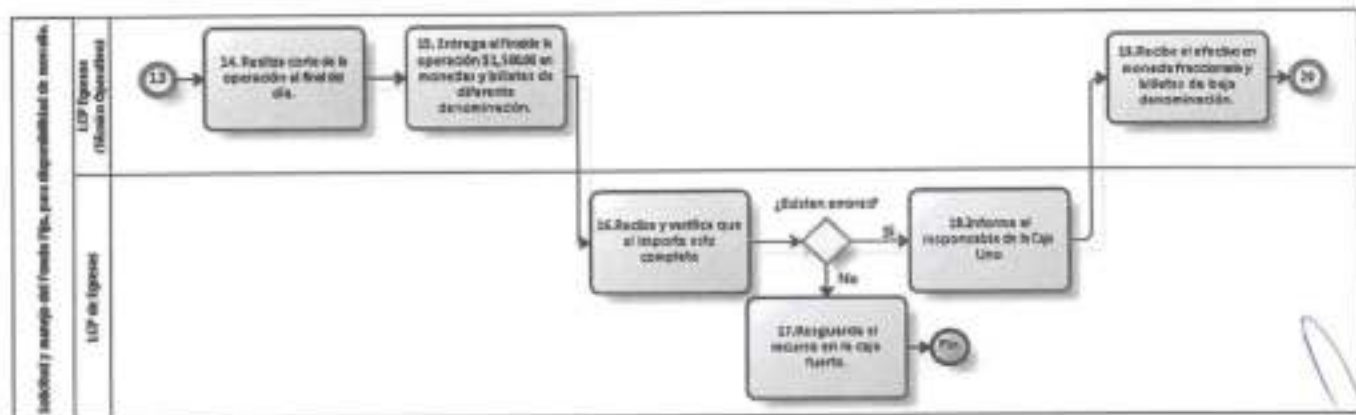 Solicitud y manejo del Fondo Fijo, para disponibilidad de morralla.
LCP Egresos
(Técnico Operativo)
LCP de Egresos
13
14. Realiza corte de la
operación al final del
día.
15. Entrega al final de la
operación $1,500.00 en
monedas y billetes de
diferente
denominación.
16.Recibe y verifica que
el importe este
completo
¿Existen errores?
Si
No
17.Resguarda el
recurso en la caja
fuerte.
Fin
18.Informa al
responsable de la Caja
Uno
19.Recibe el efectivo en
moneda fraccionaria y
billetes de baja
denominación.
20